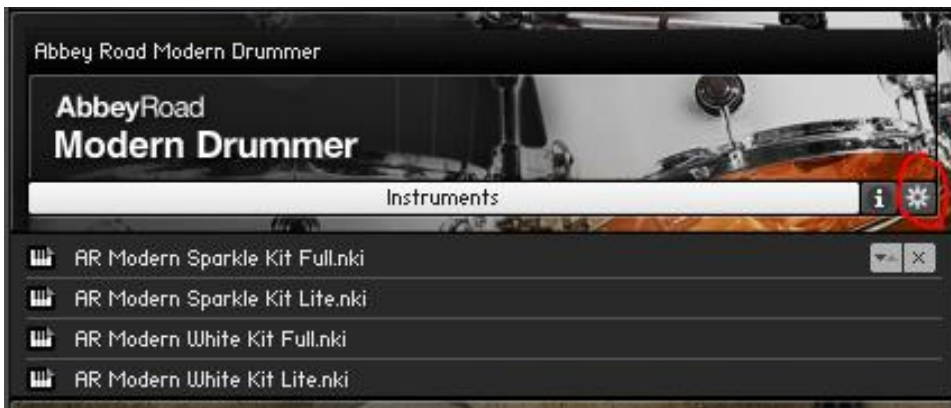 Abbey Road Modern Drummer
AbbeyRoad
Modern Drummer
Instruments
i
AR Modern Sparkle Kit Full.nki
AR Modern Sparkle Kit Lite.nki
AR Modern White Kit Full.nki
AR Modern White Kit Lite.nki